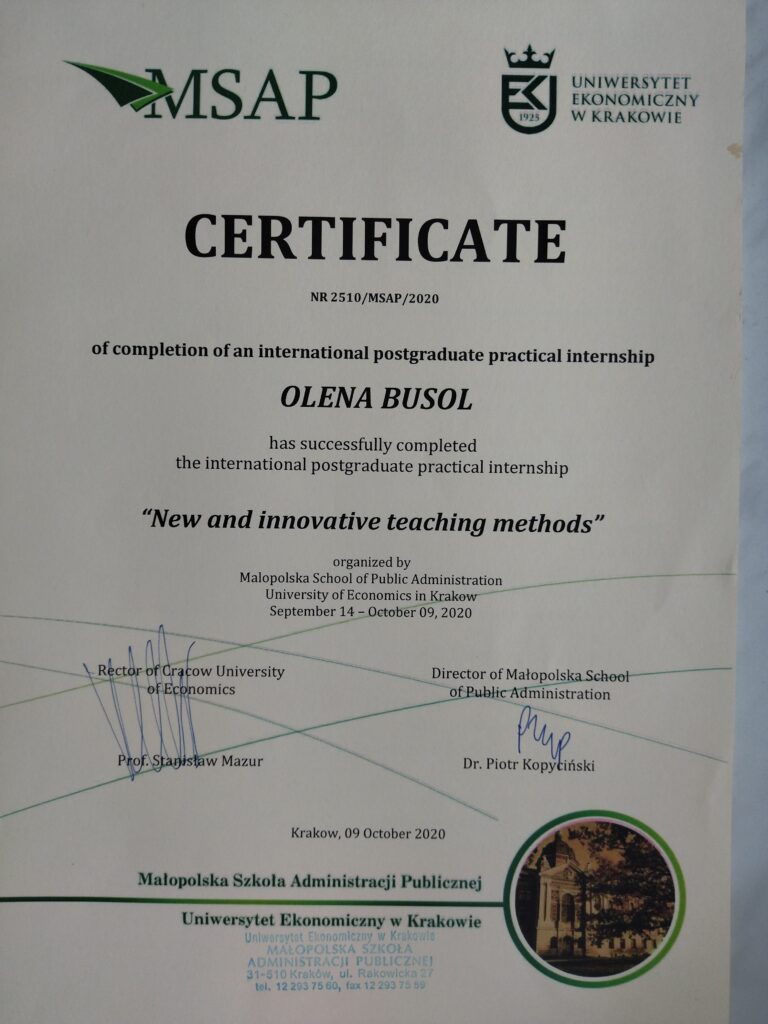 MSAP
EK
1925
UNIWERSYTET
EKONOMICZNY
W KRAKOWIE
CERTIFICATE
NR 2510/MSAP/2020
of completion of an international postgraduate practical internship
OLENA BUSOL
has successfully completed
the international postgraduate practical internship
“New and innovative teaching methods”
organized by
Malopolska School of Public Administration
University of Economics in Krakow
September 14 – October 09, 2020
Rector of Cracow University
of Economics
Prof. Stanisław Mazur
Director of Małopolska School
of Public Administration
Dr. Piotr Kopyciński
Krakow, 09 October 2020
Małopolska Szkoła Administracji Publicznej
Uniwersytet Ekonomiczny w Krakowie
Uniwersytet Ekonomiczny w Krakowie
MAŁOPOLSKA SZKOŁA
ADMINISTRACJI PUBLICZNEJ
31-510 Kraków, ul. Rakowicka 27
tel. 12 293 75 60, fax 12 293 75 59